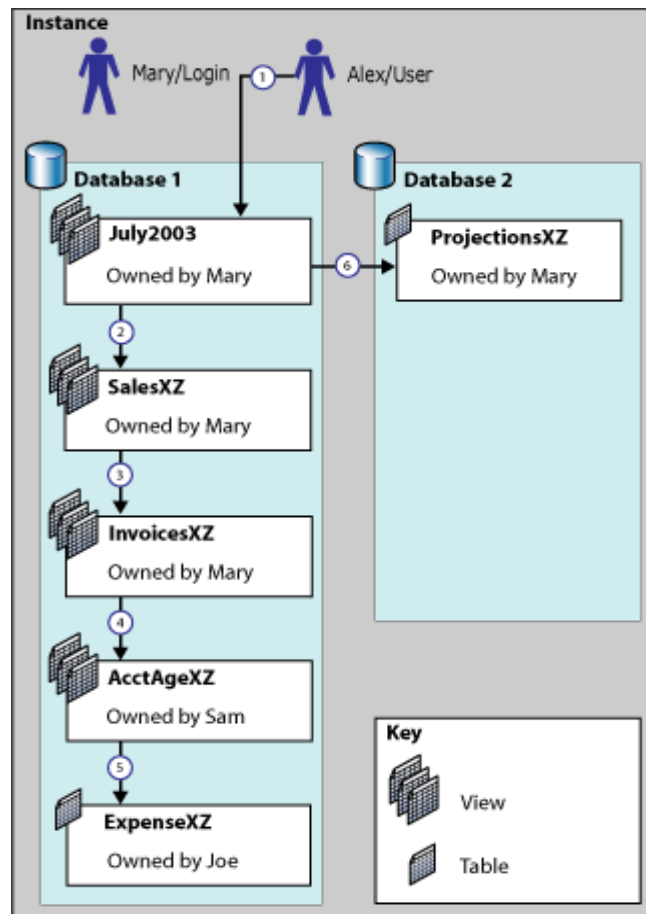 Instance
Mary/Login
1
Alex/User
Database 1
Database 2
July2003
Owned by Mary
6
ProjectionsXZ
Owned by Mary
2
SalesXZ
Owned by Mary
3
InvoicesXZ
Owned by Mary
4
AcctAgeXZ
Owned by Sam
5
ExpenseXZ
Owned by Joe
Key
View
Table